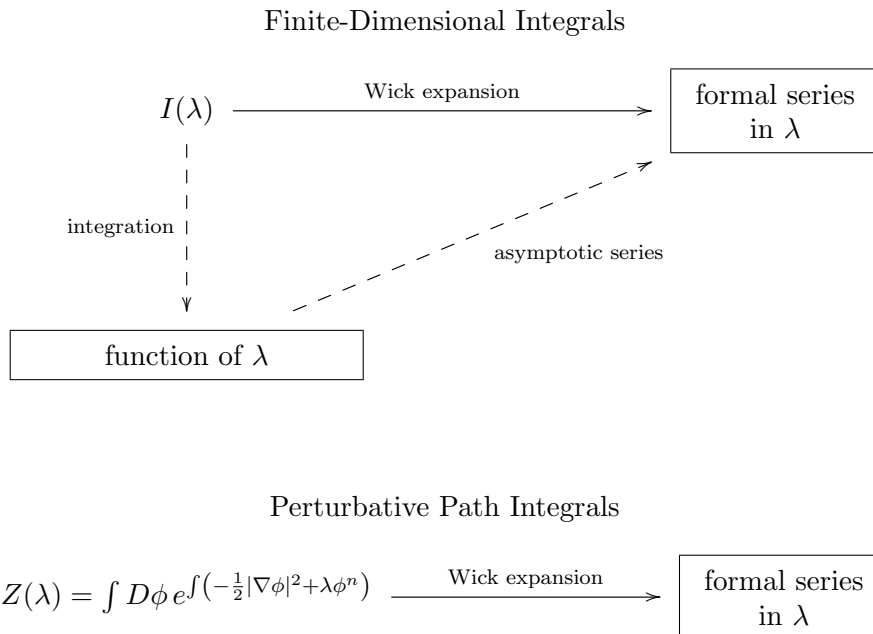 Finite-Dimensional Integrals
I(λ)
Wick expansion
formal series
in λ
integration
asymptotic series
function of λ
Perturbative Path Integrals
Z(λ) = ∫ Dϕ e^{∫(−½|∇ϕ|²+λϕⁿ)}
Wick expansion
formal series
in λ